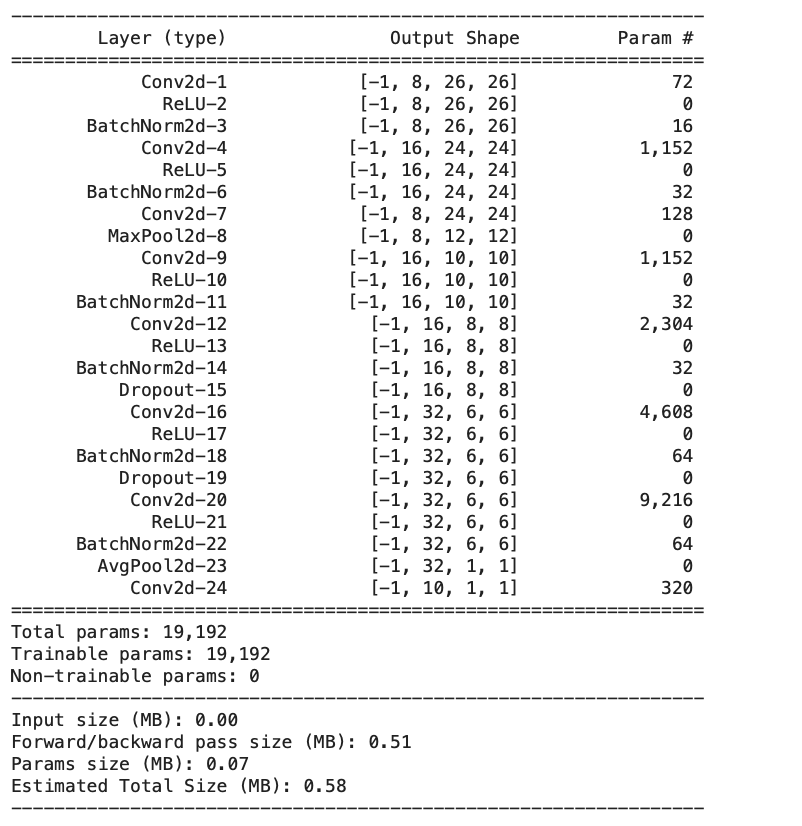 ----------------------------------------------------------------
        Layer (type)               Output Shape         Param #
================================================================
            Conv2d-1            [-1, 8, 26, 26]              72
              ReLU-2            [-1, 8, 26, 26]               0
       BatchNorm2d-3            [-1, 8, 26, 26]              16
            Conv2d-4           [-1, 16, 24, 24]           1,152
              ReLU-5           [-1, 16, 24, 24]               0
       BatchNorm2d-6           [-1, 16, 24, 24]              32
            Conv2d-7            [-1, 8, 24, 24]             128
         MaxPool2d-8            [-1, 8, 12, 12]               0
            Conv2d-9           [-1, 16, 10, 10]           1,152
             ReLU-10           [-1, 16, 10, 10]               0
      BatchNorm2d-11           [-1, 16, 10, 10]              32
           Conv2d-12             [-1, 16, 8, 8]           2,304
             ReLU-13             [-1, 16, 8, 8]               0
      BatchNorm2d-14             [-1, 16, 8, 8]              32
          Dropout-15             [-1, 16, 8, 8]               0
           Conv2d-16             [-1, 32, 6, 6]           4,608
             ReLU-17             [-1, 32, 6, 6]               0
      BatchNorm2d-18             [-1, 32, 6, 6]              64
          Dropout-19             [-1, 32, 6, 6]               0
           Conv2d-20             [-1, 32, 6, 6]           9,216
             ReLU-21             [-1, 32, 6, 6]               0
      BatchNorm2d-22             [-1, 32, 6, 6]              64
        AvgPool2d-23             [-1, 32, 1, 1]               0
           Conv2d-24             [-1, 10, 1, 1]             320
================================================================
Total params: 19,192
Trainable params: 19,192
Non-trainable params: 0
----------------------------------------------------------------
Input size (MB): 0.00
Forward/backward pass size (MB): 0.51
Params size (MB): 0.07
Estimated Total Size (MB): 0.58
----------------------------------------------------------------